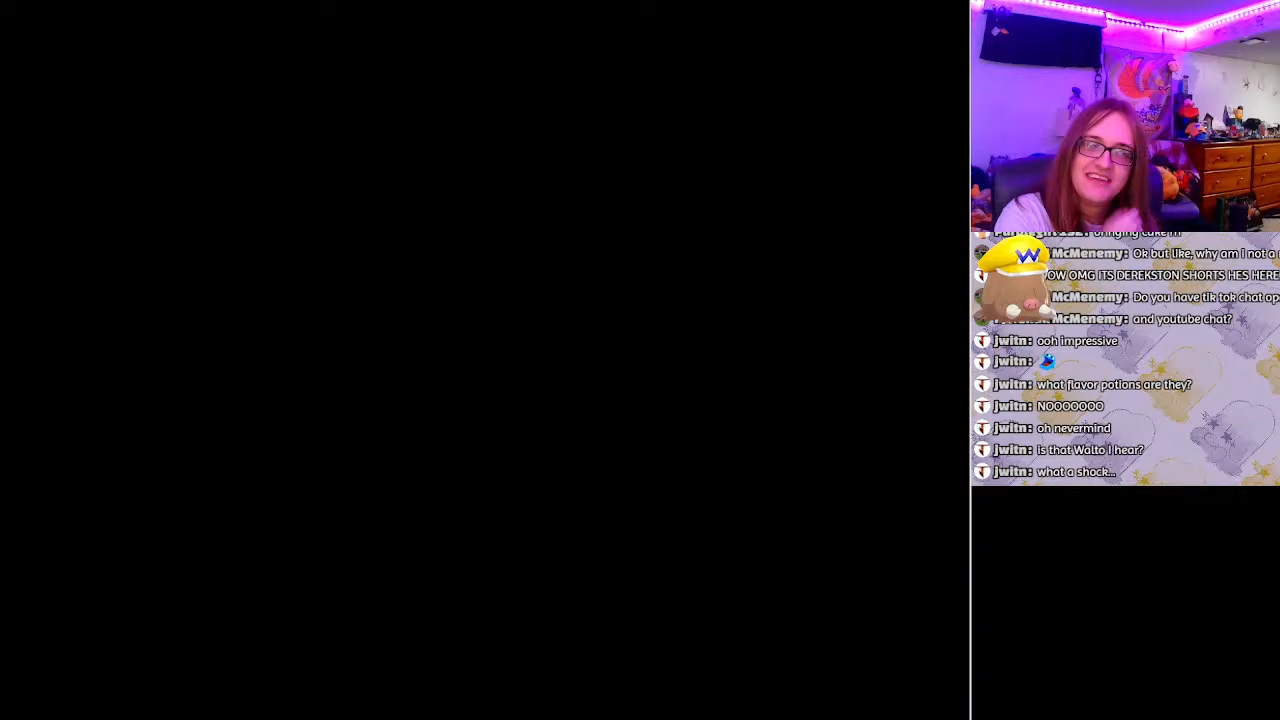 bringing cake!!!
McMenemy: Ok but like, why am i not a
OW OMG ITS DEREKSTON SHORTS HES HERE
McMenemy: Do you have tik tok chat op
McMenemy: and youtube chat?
jwitn: ooh impressive
jwitn:
jwitn: what flavor potions are they?
jwitn: NOOOOOOO
jwitn: oh nevermind
jwitn: is that Walto I hear?
jwitn: what a shock...
W